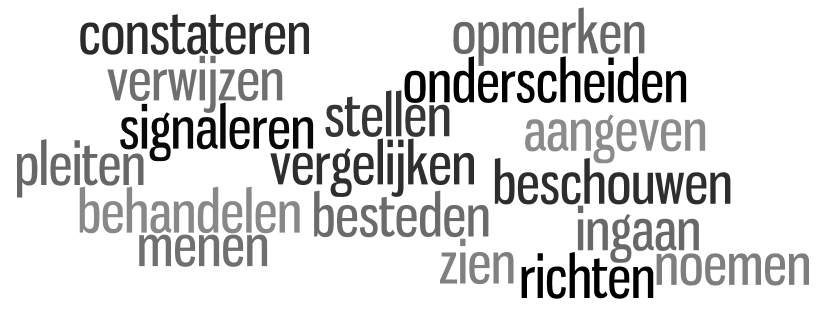 constateren
opmerken
verwijzen
onderscheiden
signaleren
stellen
aangeven
pleiten
vergelijken
beschouwen
behandelen
besteden
ingaan
menen
zien
richten
noemen